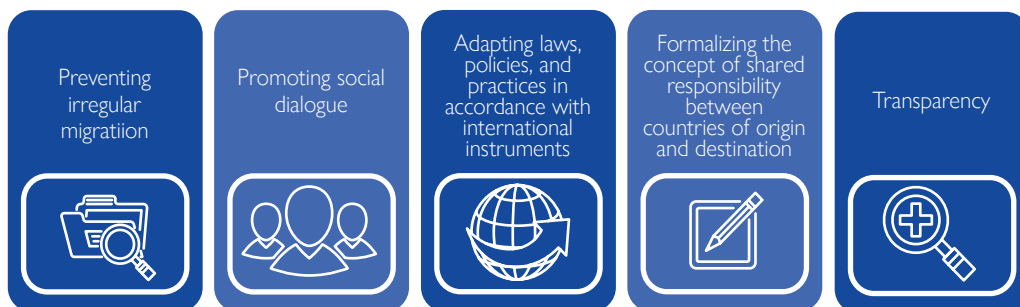 Preventing
irregular
migratiion
Promoting social
dialogue
Adapting laws,
policies, and
practices in
accordance with
international
instruments
Formalizing the
concept of shared
responsibility
between
countries of origin
and destination
Transparency